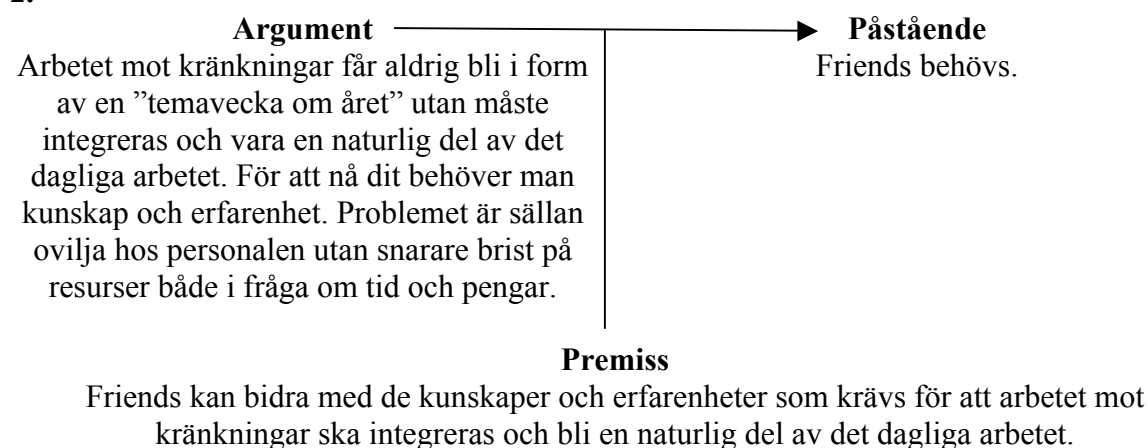 2.
Argument
Påstående
Arbetet mot kränkningar får aldrig bli i form
av en ”temavecka om året” utan måste
integreras och vara en naturlig del av det
dagliga arbetet. För att nå dit behöver man
kunskap och erfarenhet. Problemet är sällan
ovilja hos personalen utan snarare brist på
resurser både i fråga om tid och pengar.
Friends behövs.
Premiss
Friends kan bidra med de kunskaper och erfarenheter som krävs för att arbetet mot
kränkningar ska integreras och bli en naturlig del av det dagliga arbetet.